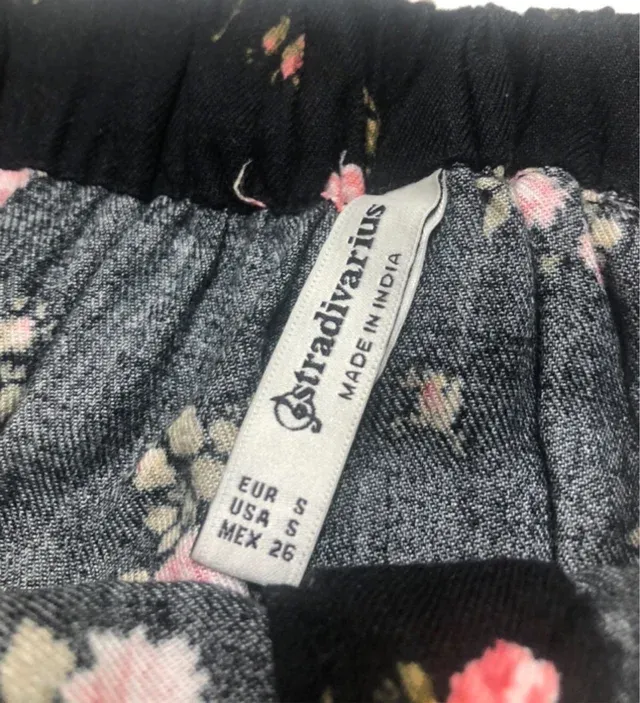 stradivarius
MADE IN INDIA
EUR S
USA S
MEX 26